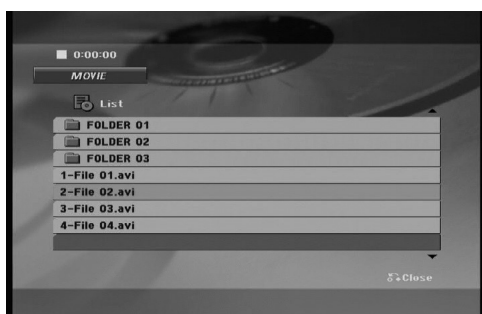 0:00:00
MOVIE
List
FOLDER 01
FOLDER 02
FOLDER 03
1-File 01.avi
2-File 02.avi
3-File 03.avi
4-File 04.avi
Close